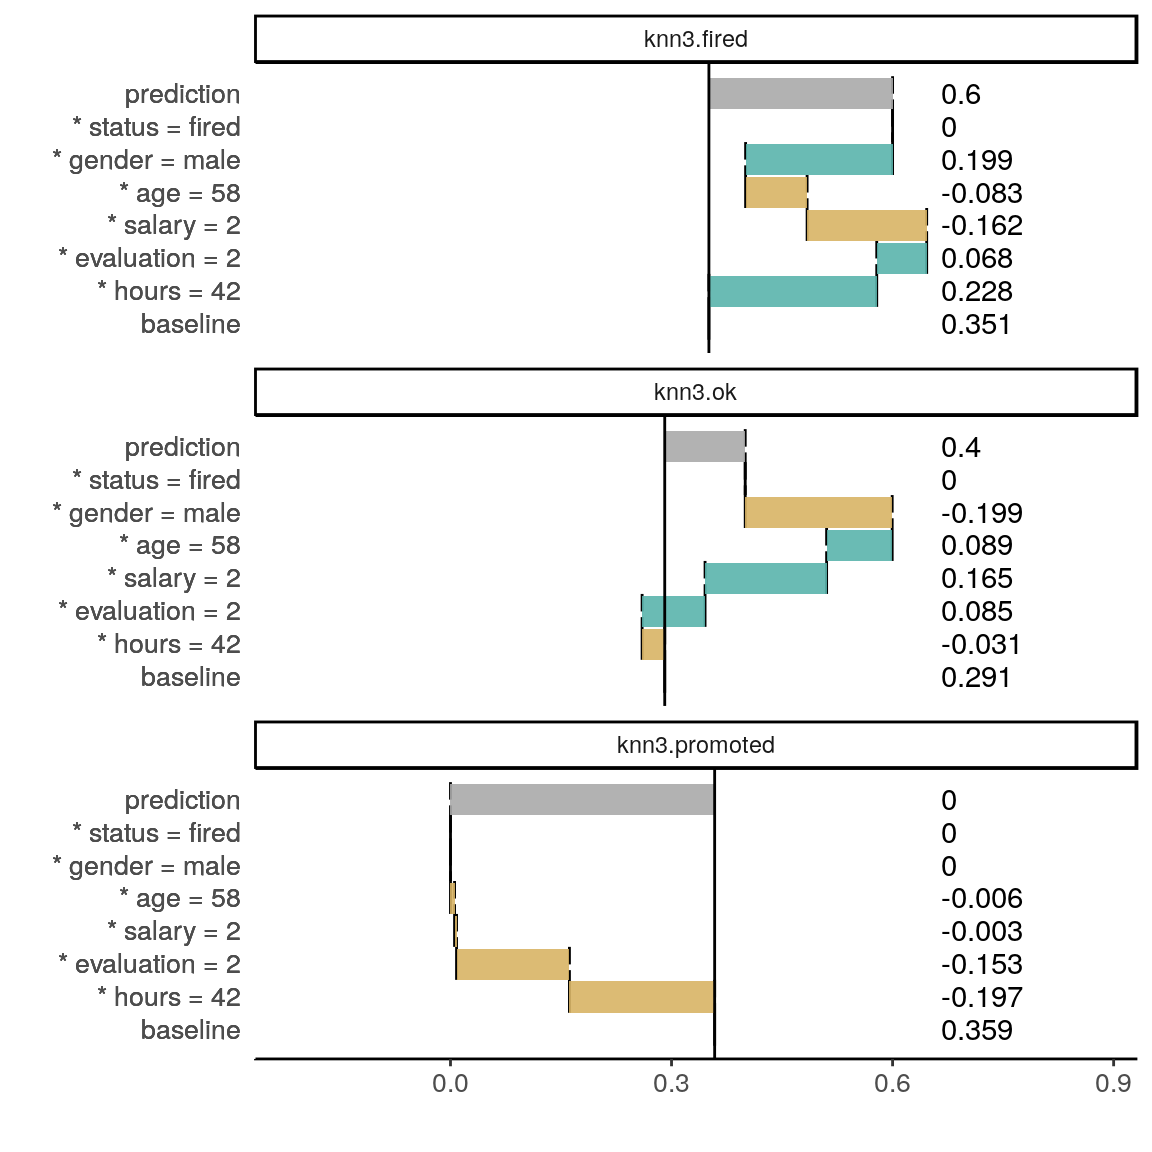 knn3.fired
prediction 0.6
* status = fired 0
* gender = male 0.199
* age = 58 -0.083
* salary = 2 -0.162
* evaluation = 2 0.068
* hours = 42 0.228
baseline 0.351
knn3.ok
prediction 0.4
* status = fired 0
* gender = male -0.199
* age = 58 0.089
* salary = 2 0.165
* evaluation = 2 0.085
* hours = 42 -0.031
baseline 0.291
knn3.promoted
prediction 0
* status = fired 0
* gender = male 0
* age = 58 -0.006
* salary = 2 -0.003
* evaluation = 2 -0.153
* hours = 42 -0.197
baseline 0.359
0.0 0.3 0.6 0.9